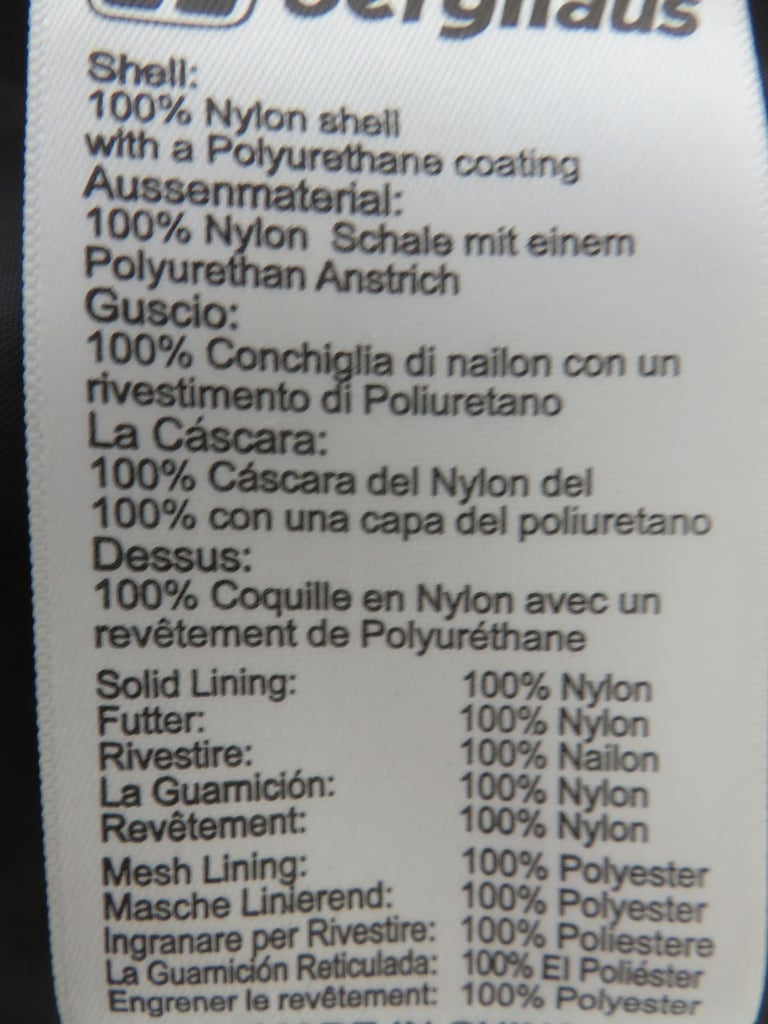 berghaus
Shell:
100% Nylon shell
with a Polyurethane coating
Aussenmaterial:
100% Nylon Schale mit einem
Polyurethan Anstrich
Guscio:
100% Conchiglia di nailon con un
rivestimento di Poliuretano
La Cáscara:
100% Cáscara del Nylon del
100% con una capa del poliuretano
Dessus:
100% Coquille en Nylon avec un
revêtement de Polyuréthane
Solid Lining: 100% Nylon
Futter: 100% Nylon
Rivestire: 100% Nailon
La Guarnición: 100% Nylon
Revêtement: 100% Nylon
Mesh Lining: 100% Polyester
Masche Linierend: 100% Polyester
Ingranare per Rivestire: 100% Poliestere
La Guarnición Reticulada: 100% El Poliéster
Engrener le revêtement: 100% Polyester